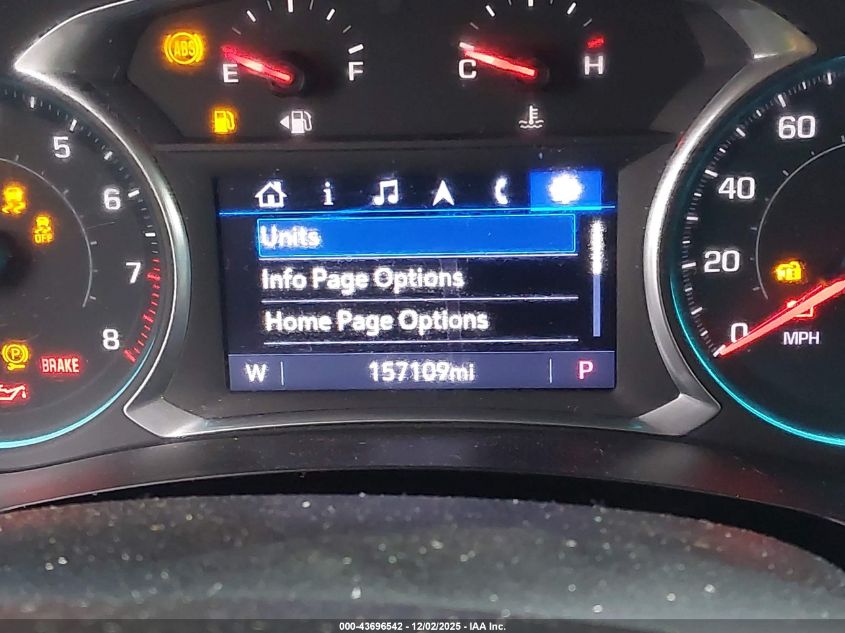 ABS
E F
C H
5
6
7
8
OFF
P
BRAKE
60
40
20
0
MPH
i
Units
Info Page Options
Home Page Options
W 157109mi P
000-43696542 - 12/02/2025 - IAA Inc.